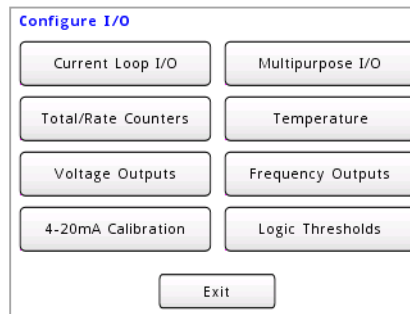 Configure I/O
Current Loop I/O
Multipurpose I/O
Total/Rate Counters
Temperature
Voltage Outputs
Frequency Outputs
4-20mA Calibration
Logic Thresholds
Exit